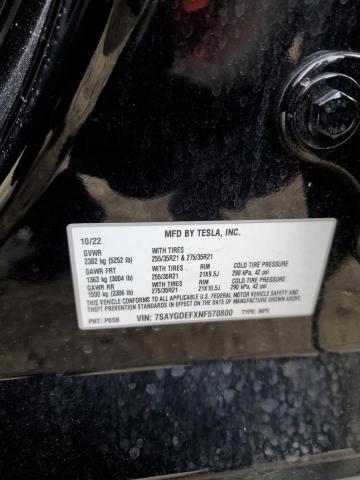 MFD BY TESLA, INC.
10/22
GVWR WITH TIRES
2382 kg (5252 lb) 255/35R21 & 275/35R21
GAWR FRT WITH TIRES RIM COLD TIRE PRESSURE
1363 kg (3004 lb) 255/35R21 21X9.5J 290 kPa, 42 psi
GAWR RR WITH TIRES RIM COLD TIRE PRESSURE
1500 kg (3306 lb) 275/35R21 21X10.5J 290 kPa, 42 psi
THIS VEHICLE CONFORMS TO ALL APPLICABLE U.S. FEDERAL MOTOR VEHICLE SAFETY, BUMPER, AND
THEFT PREVENTION STANDARDS IN EFFECT ON THE DATE OF MANUFACTURE SHOWN ABOVE.
PNT: PBSB VIN: 7SAYGDEFXNF570800 TYPE: MPV